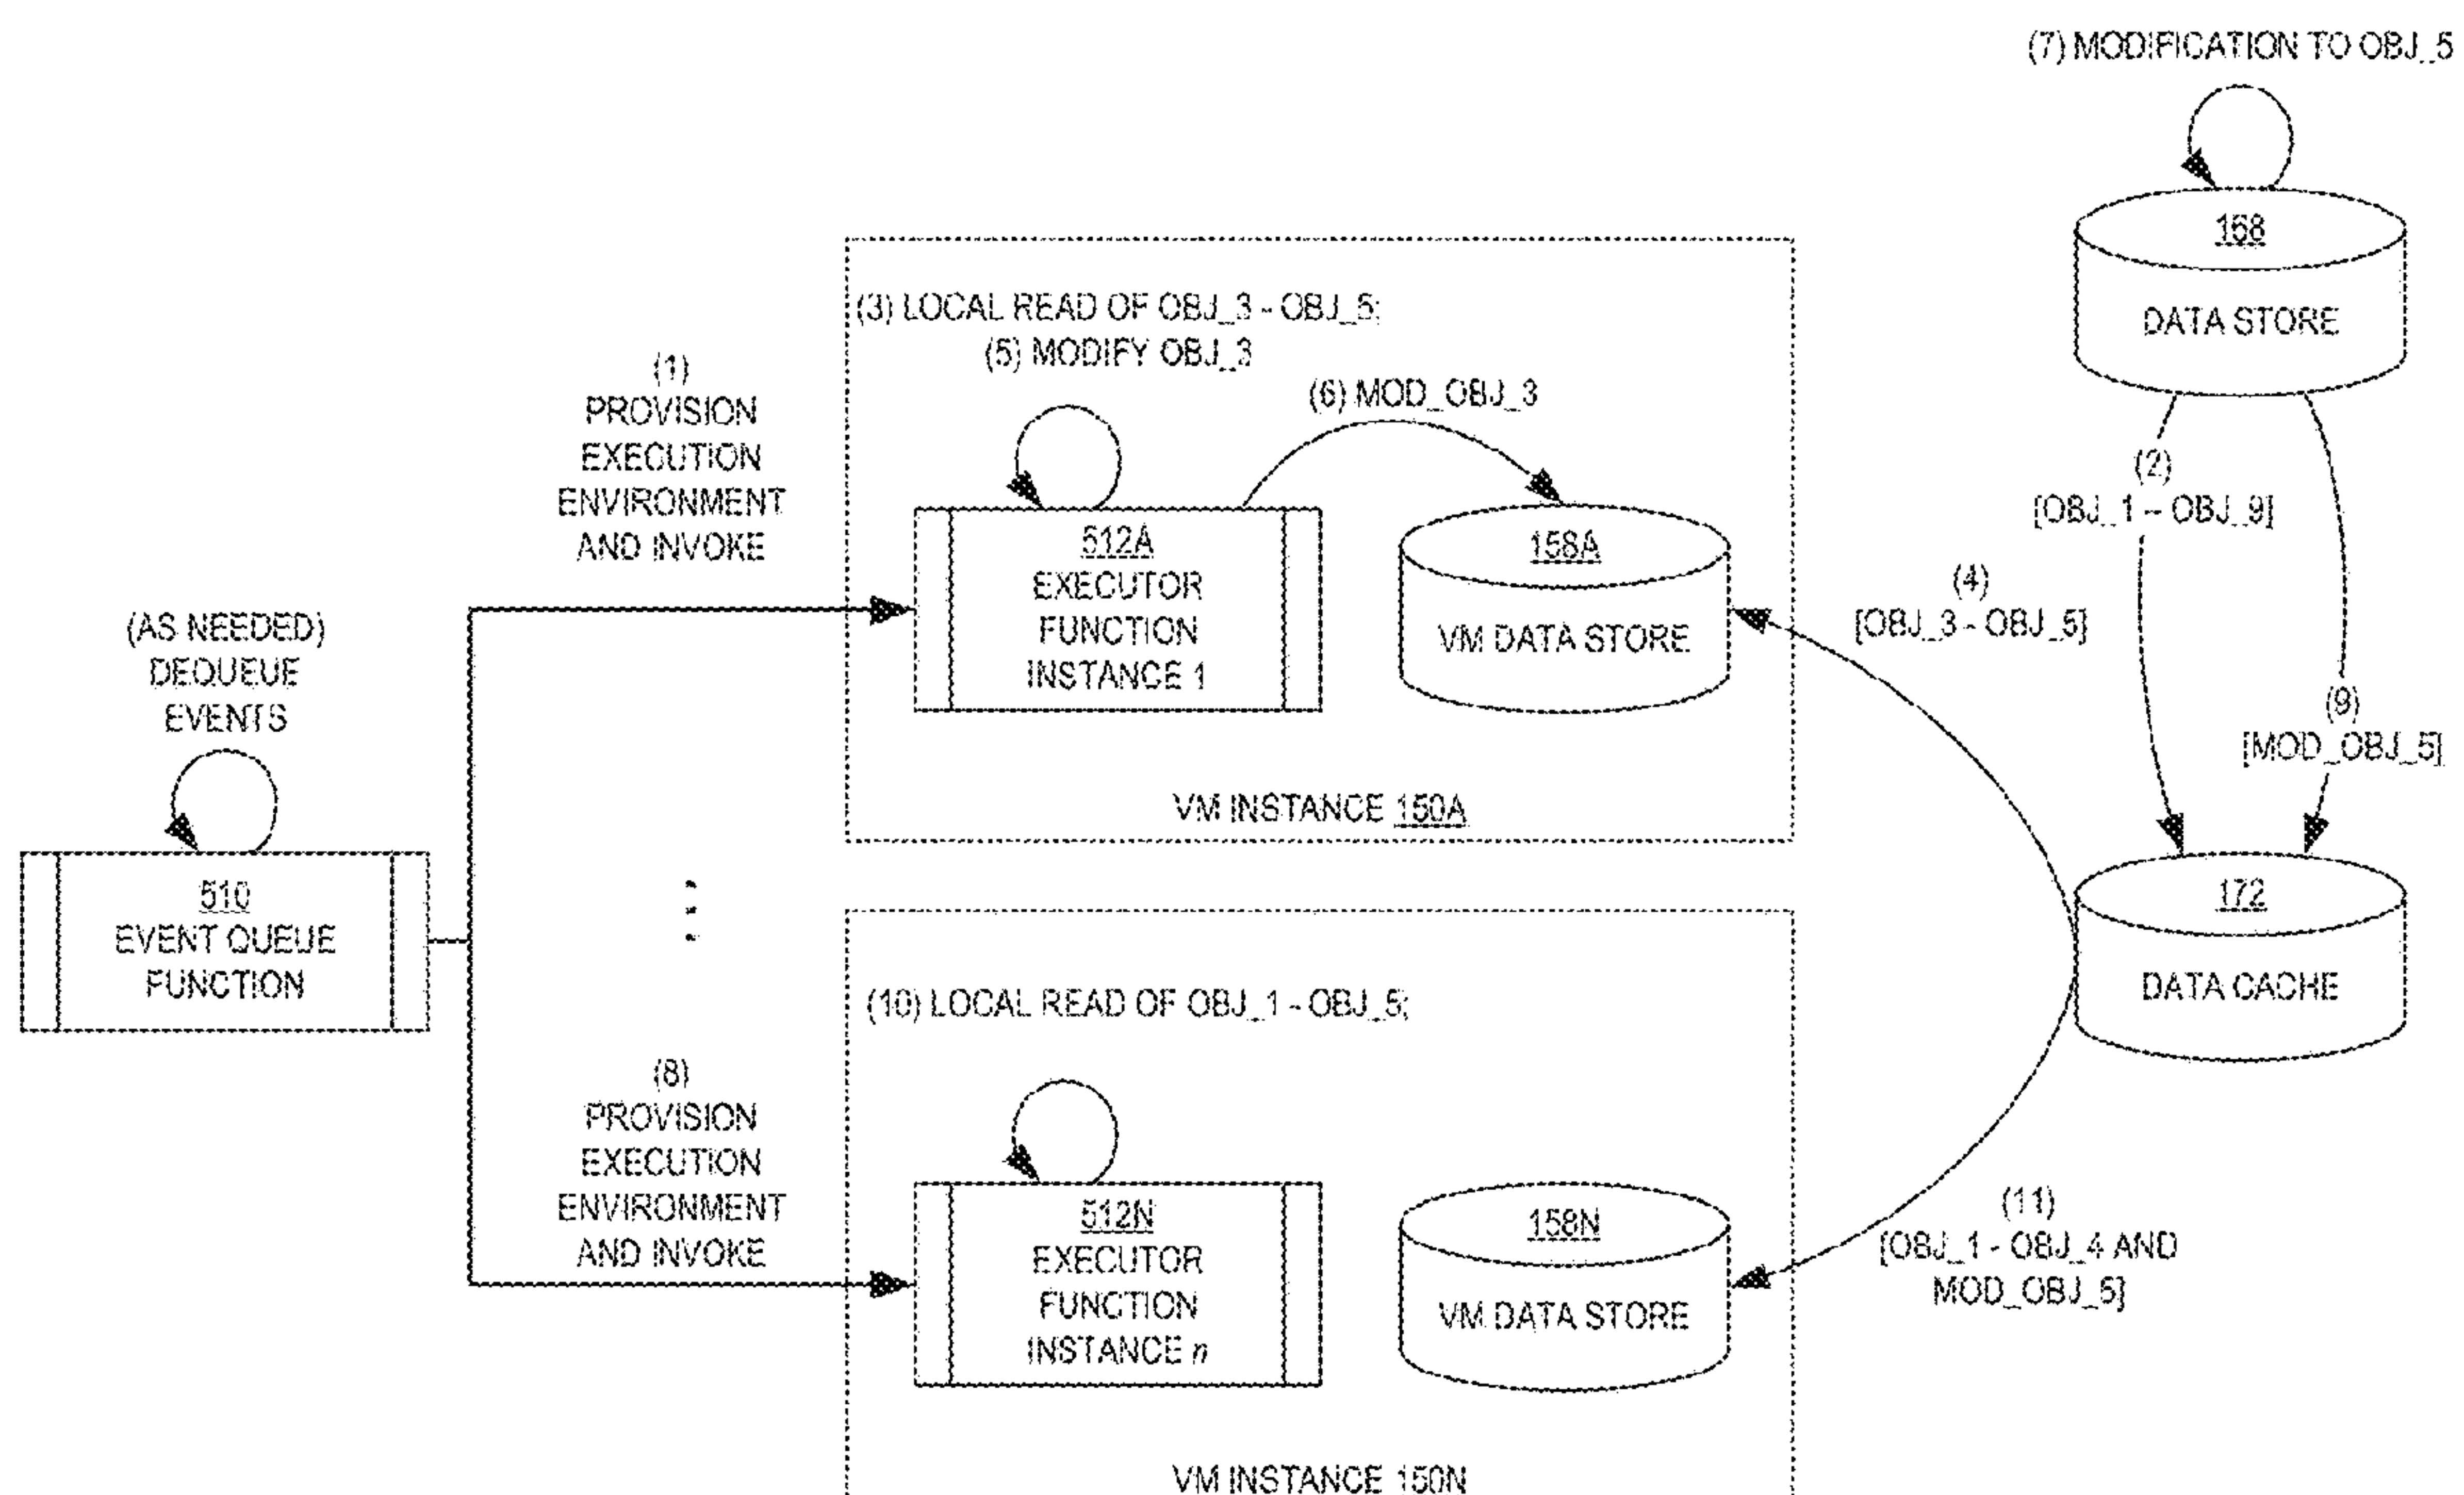 (7) MODIFICATION TO OBJ_5
168
DATA STORE
(3) LOCAL READ OF OBJ_3 - OBJ_5;
(5) MODIFY OBJ_3
(6) MOD_OBJ_3
(1)
PROVISION
EXECUTION
ENVIRONMENT
AND INVOKE
(2)
[OBJ_1 - OBJ_9]
512A
EXECUTOR
FUNCTION
INSTANCE 1
158A
VM DATA STORE
(4)
[OBJ_3 - OBJ_5]
(9)
[MOD_OBJ_5]
(AS NEEDED)
DEQUEUE
EVENTS
VM INSTANCE 150A
510
EVENT QUEUE
FUNCTION
172
DATA CACHE
(10) LOCAL READ OF OBJ_1 - OBJ_5;
(8)
PROVISION
EXECUTION
ENVIRONMENT
AND INVOKE
512N
EXECUTOR
FUNCTION
INSTANCE n
158N
VM DATA STORE
(11)
[OBJ_1 - OBJ_4 AND
MOD_OBJ_5]
VM INSTANCE 150N